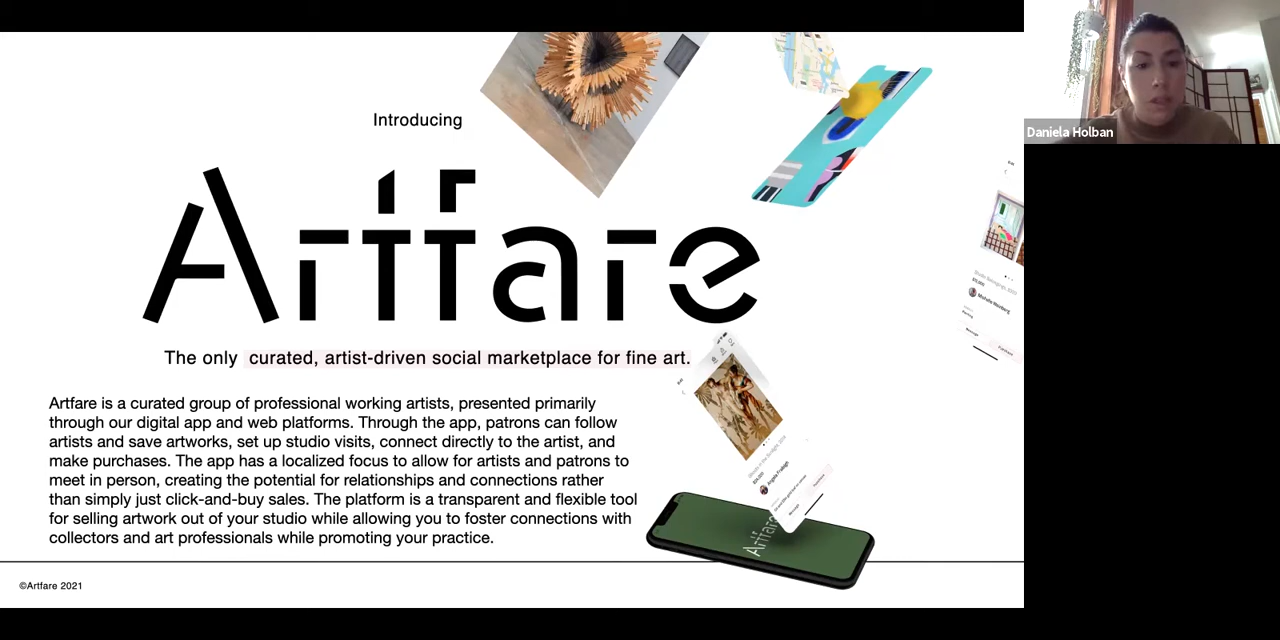 Introducing
Artfare
The only curated, artist-driven social marketplace for fine art.
Artfare is a curated group of professional working artists, presented primarily
through our digital app and web platforms. Through the app, patrons can follow
artists and save artworks, set up studio visits, connect directly to the artist, and
make purchases. The app has a localized focus to allow for artists and patrons to
meet in person, creating the potential for relationships and connections rather
than simply just click-and-buy sales. The platform is a transparent and flexible tool
for selling artwork out of your studio while allowing you to foster connections with
collectors and art professionals while promoting your practice.
©Artfare 2021
Artfare
Daniela Holban